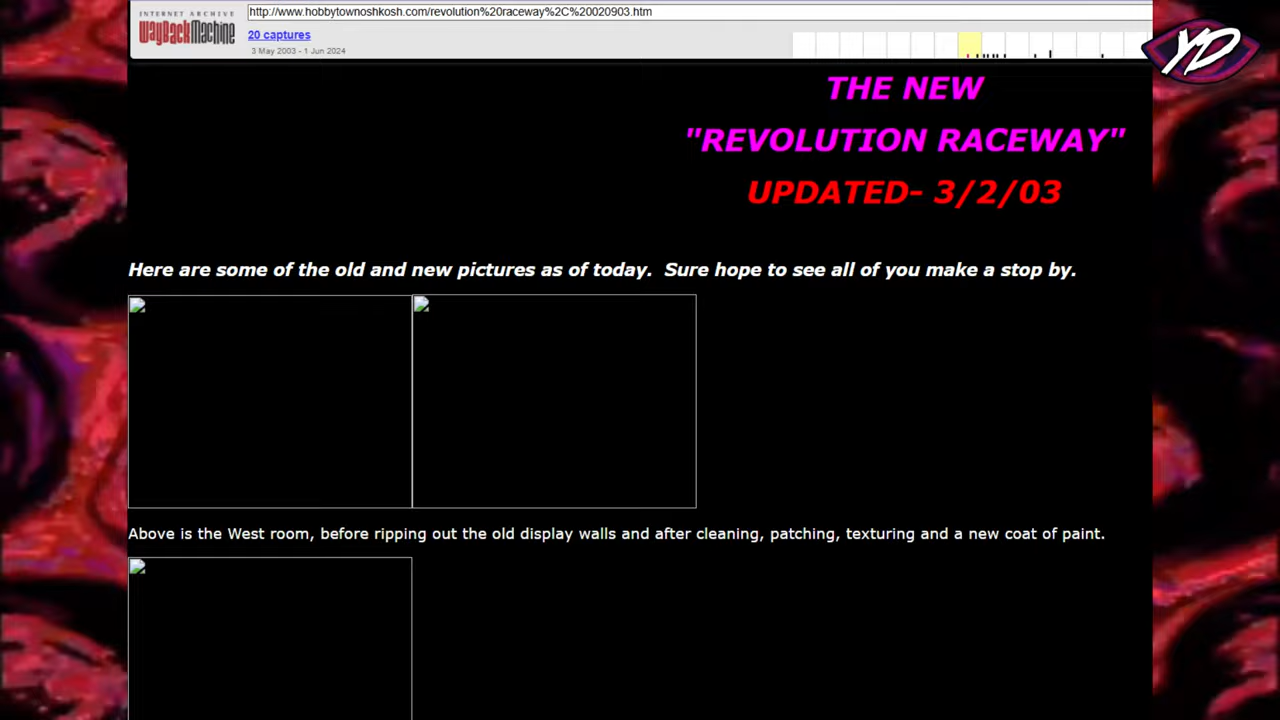 INTERNET ARCHIVE
WayBackMachine
http://www.hobbytownoshkosh.com/revolution%20raceway%2C%20020903.htm
20 captures
3 May 2003 - 1 Jun 2024
YD
THE NEW
"REVOLUTION RACEWAY"
UPDATED- 3/2/03
Here are some of the old and new pictures as of today.  Sure hope to see all of you make a stop by.
Above is the West room, before ripping out the old display walls and after cleaning, patching, texturing and a new coat of paint.